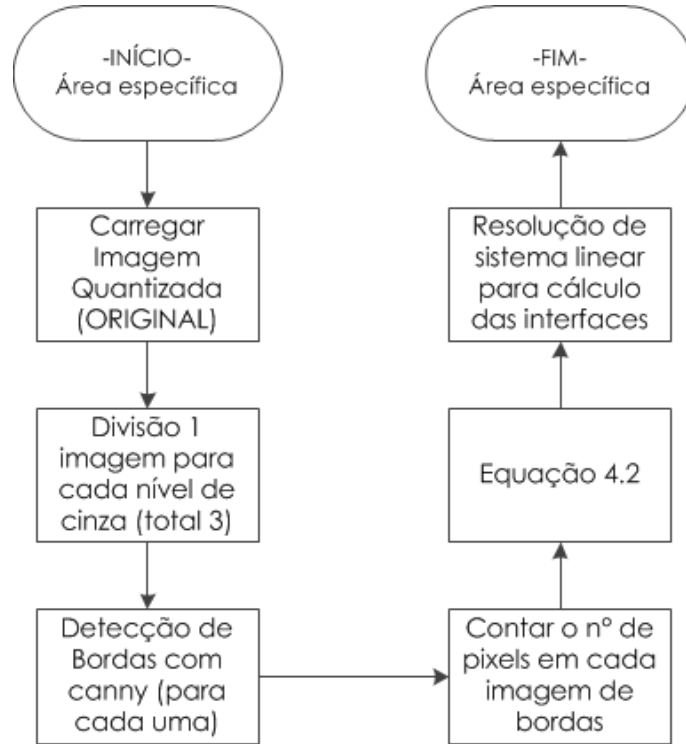 -INÍCIO-
Área específica
Carregar
Imagem
Quantizada
(ORIGINAL)
Divisão 1
imagem para
cada nível de
cinza (total 3)
Detecção de
Bordas com
canny (para
cada uma)
Contar o nº de
pixels em cada
imagem de
bordas
Equação 4.2
Resolução de
sistema linear
para cálculo
das interfaces
-FIM-
Área específica